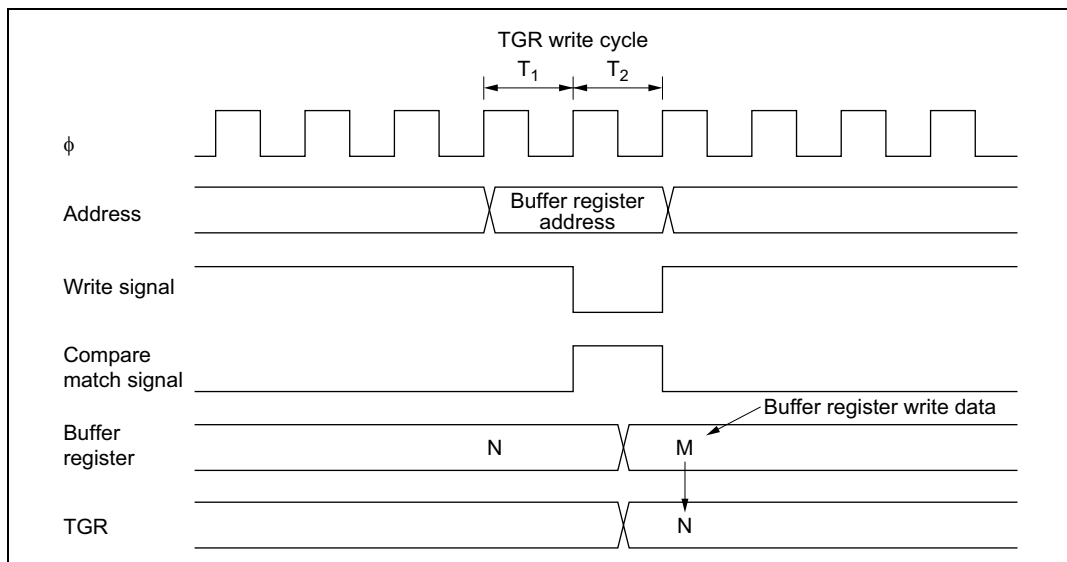 TGR write cycle
T1 T2
ϕ
Address
Buffer register
address
Write signal
Compare
match signal
Buffer register write data
Buffer
register
N M
TGR
N